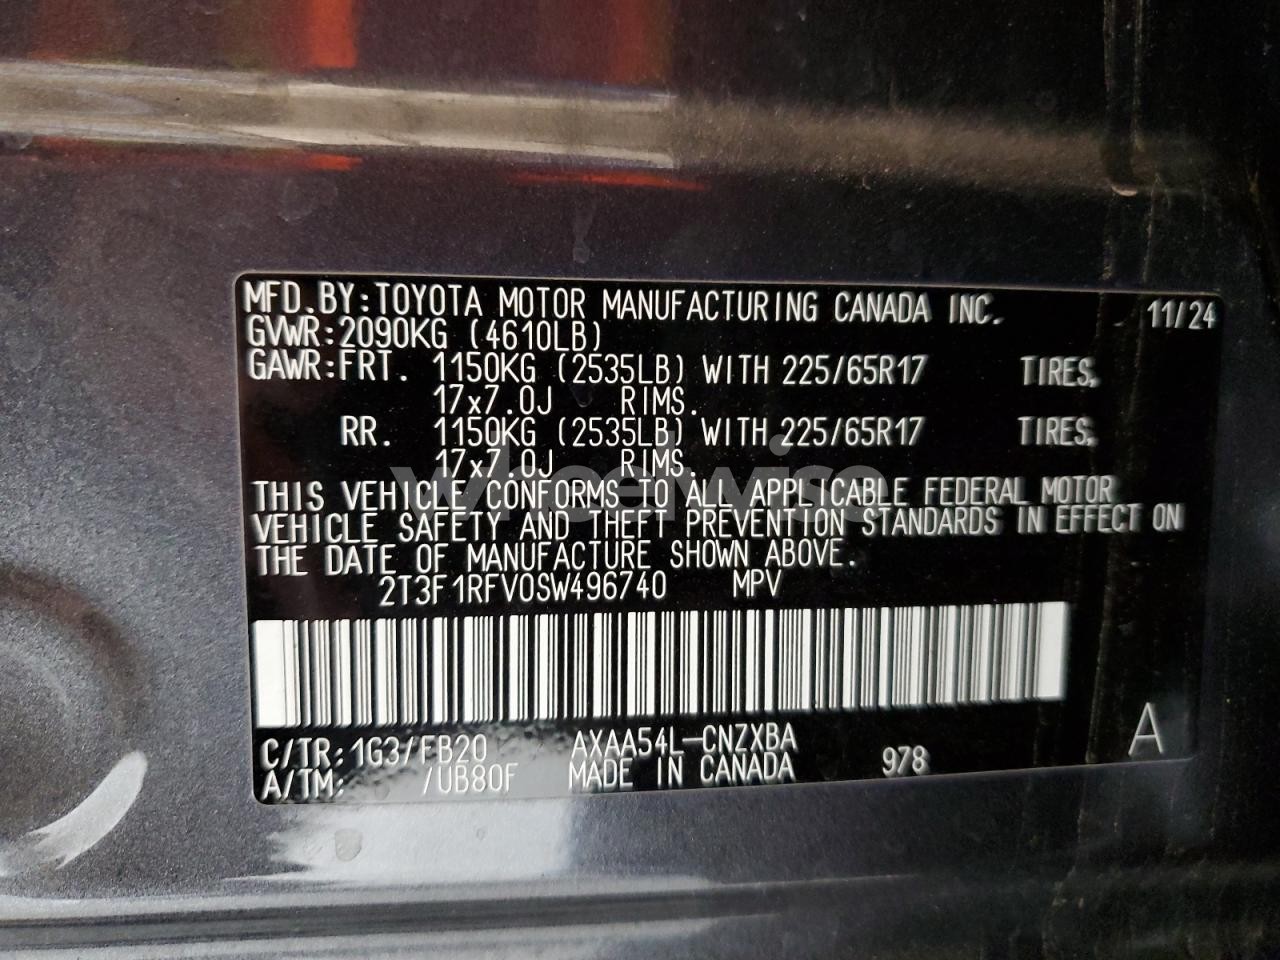 MFD.BY:TOYOTA MOTOR MANUFACTURING CANADA INC. 11/24
GVWR:2090KG (4610LB)
GAWR:FRT. 1150KG (2535LB) WITH 225/65R17 TIRES,
17x7.0J RIMS.
RR. 1150KG (2535LB) WITH 225/65R17 TIRES,
17x7.0J RIMS.
wheelwise
THIS VEHICLE CONFORMS TO ALL APPLICABLE FEDERAL MOTOR
VEHICLE SAFETY AND THEFT PREVENTION STANDARDS IN EFFECT ON
THE DATE OF MANUFACTURE SHOWN ABOVE.
2T3F1RFV0SW496740 MPV
C/TR:1G3/FB20 AXAA54L-CNZXBA A
A/TM: /UB80F MADE IN CANADA 978